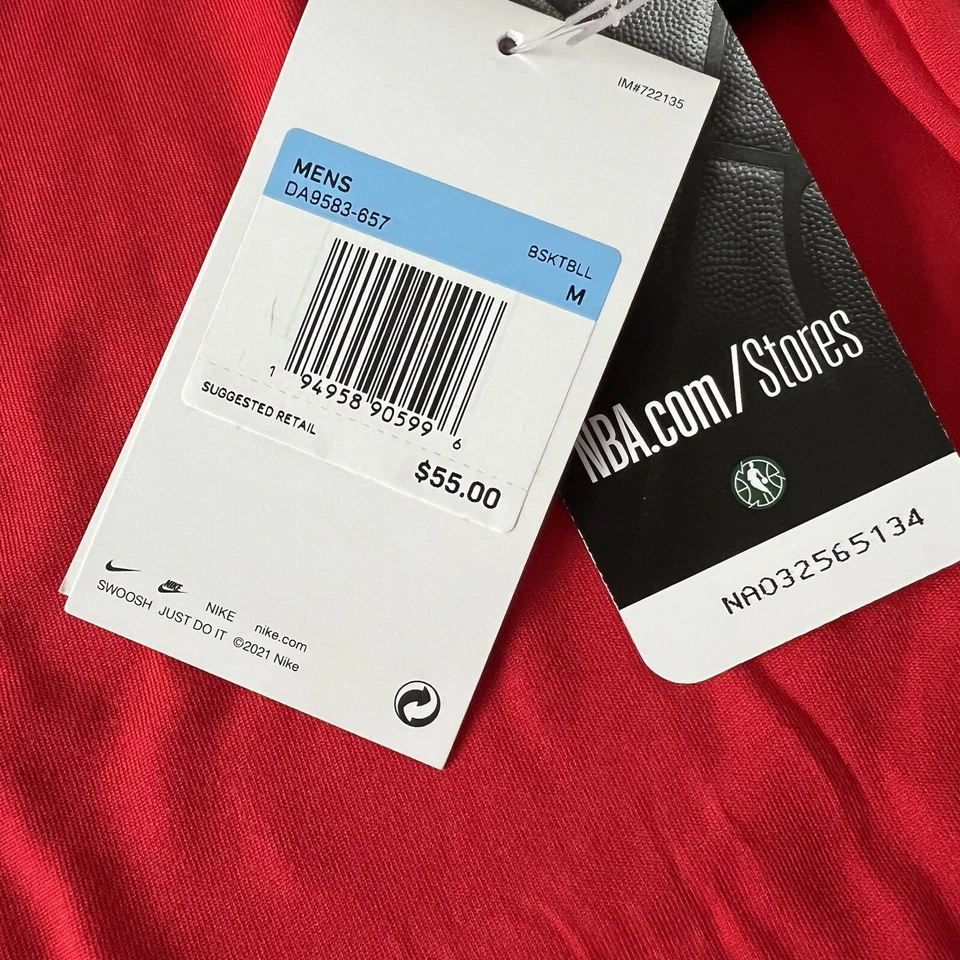 IM#722135
MENS
DA9583-657
BSKTBLL
M
1 94958 90599 6
SUGGESTED RETAIL
$55.00
NIKE
NIKE nike.com
SWOOSH JUST DO IT ©2021 Nike
NBA.com/Stores
NA032565134